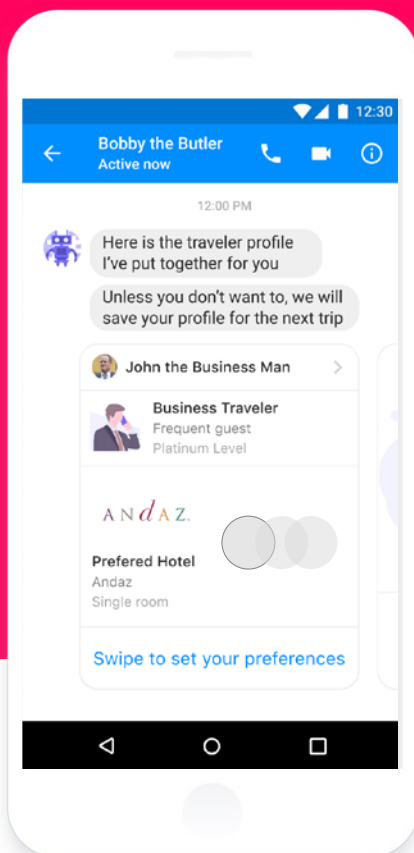 12:30
Bobby the Butler
Active now
12:00 PM
Here is the traveler profile
I've put together for you
Unless you don't want to, we will
save your profile for the next trip
John the Business Man
Business Traveler
Frequent guest
Platinum Level
ANdAZ.
Prefered Hotel
Andaz
Single room
Swipe to set your preferences